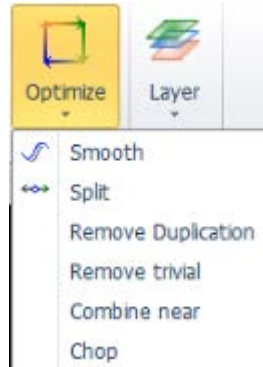 Optimize Layer
Smooth
Split
Remove Duplication
Remove trivial
Combine near
Chop